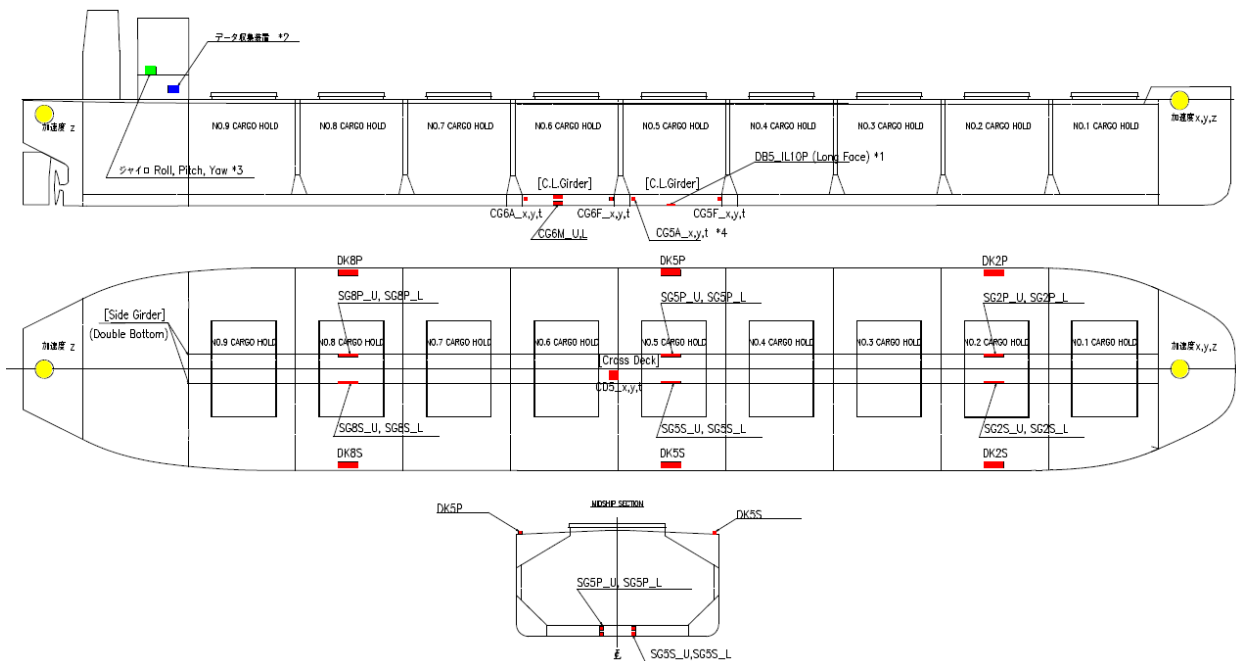 データ収集装置 *2
加速度 z
NO.9 CARGO HOLD
NO.8 CARGO HOLD
NO.7 CARGO HOLD
NO.6 CARGO HOLD
NO.5 CARGO HOLD
NO.4 CARGO HOLD
NO.3 CARGO HOLD
NO.2 CARGO HOLD
NO.1 CARGO HOLD
加速度x,y,z
ジャイロ Roll, Pitch, Yaw *3
DB5_IL10P (Long Face) *1
[C.L.Girder]
[C.L.Girder]
CG6A_x,y,t
CG6F_x,y,t
CG5F_x,y,t
CG6M_U,L
CG5A_x,y,t *4
DK8P
DK5P
DK2P
SG8P_U, SG8P_L
SG5P_U, SG5P_L
SG2P_U, SG2P_L
[Side Girder]
(Double Bottom)
加速度 z
NO.9 CARGO HOLD
NO.8 CARGO HOLD
NO.7 CARGO HOLD
NO.6 CARGO HOLD
NO.5 CARGO HOLD
NO.4 CARGO HOLD
NO.3 CARGO HOLD
NO.2 CARGO HOLD
NO.1 CARGO HOLD
加速度x,y,z
[Cross Deck]
CD5_x,y,t
SG8S_U, SG8S_L
SG5S_U, SG5S_L
SG2S_U, SG2S_L
DK8S
DK5S
DK2S
MIDSHIP SECTION
DK5P
DK5S
SG5P_U, SG5P_L
SG5S_U,SG5S_L